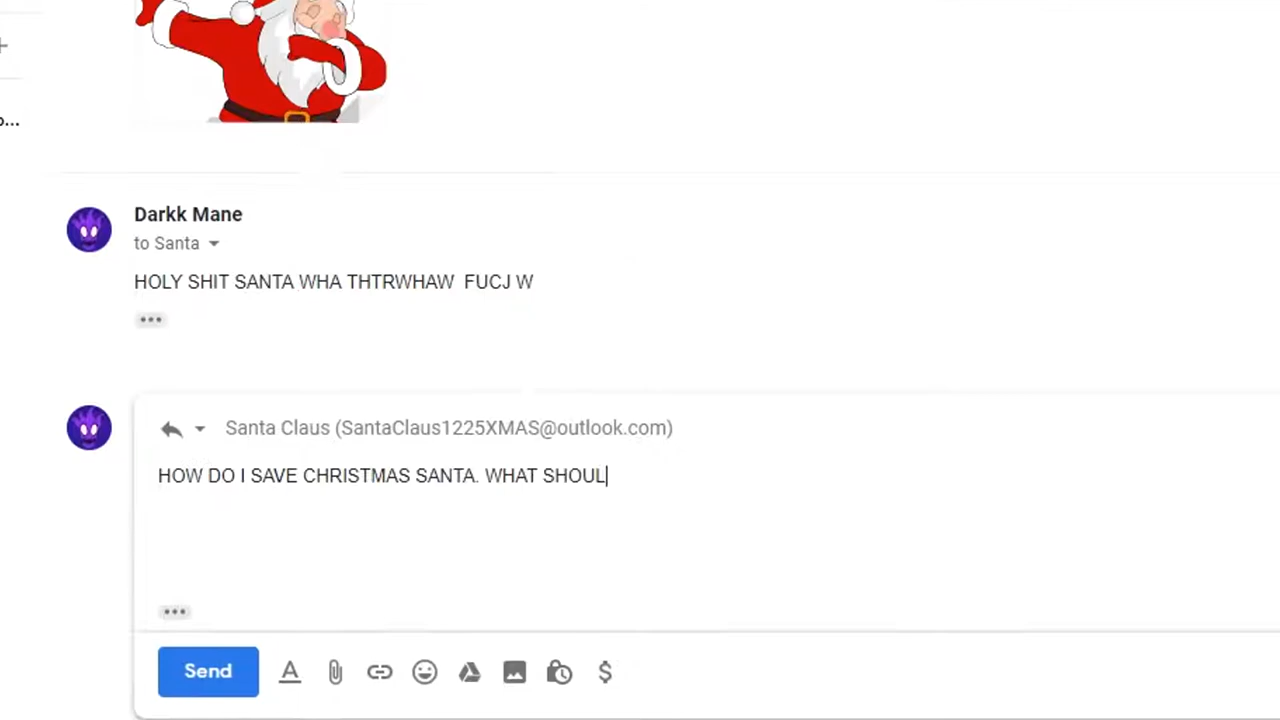 o...
Darkk Mane
to Santa
HOLY SHIT SANTA WHA THTRWHAW  FUCJ W
Santa Claus (SantaClaus1225XMAS@outlook.com)
HOW DO I SAVE CHRISTMAS SANTA. WHAT SHOUL
Send